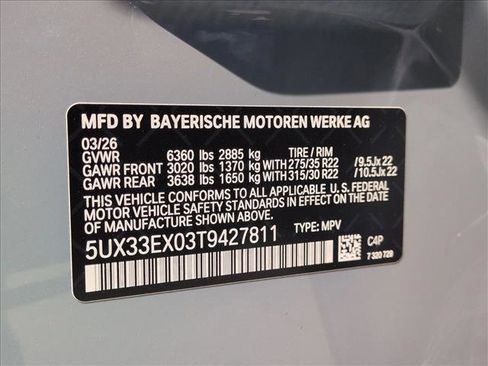 MFD BY BAYERISCHE MOTOREN WERKE AG
03/26
GVWR 6360 lbs 2885 kg TIRE / RIM
GAWR FRONT 3020 lbs 1370 kg WITH 275/35 R22 /9.5Jx22
GAWR REAR 3638 lbs 1650 kg WITH 315/30 R22 /10.5Jx22
THIS VEHICLE CONFORMS TO ALL APPLICABLE U.S. FEDERAL
MOTOR VEHICLE SAFETY STANDARDS IN EFFECT ON THE
DATE OF MANUFACTURE SHOWN ABOVE.
5UX33EX03T9427811 TYPE: MPV
C4P
7 320 729